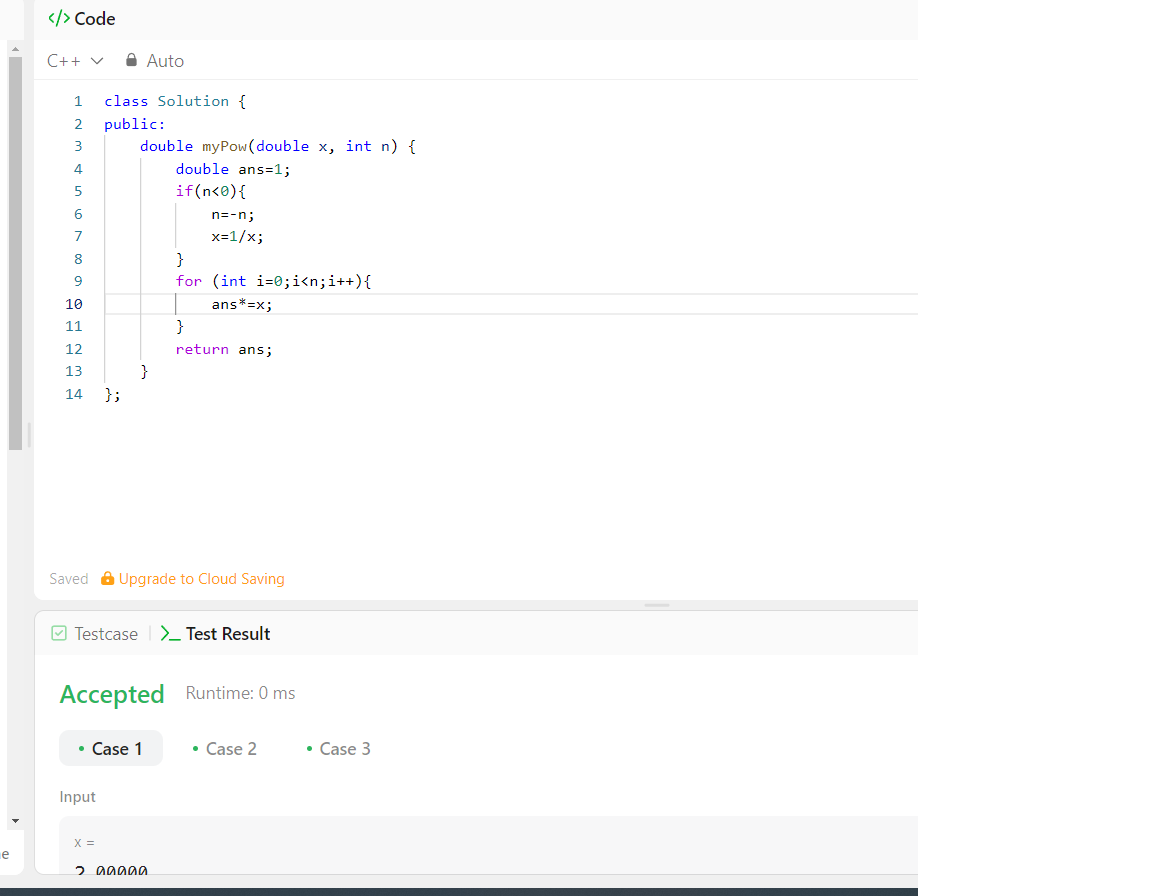 </> Code
C++ Auto
1 class Solution {
2 public:
3 double myPow(double x, int n) {
4 double ans=1;
5 if(n<0){
6 n=-n;
7 x=1/x;
8 }
9 for (int i=0;i<n;i++){
10 ans*=x;
11 }
12 return ans;
13 }
14 };
Saved Upgrade to Cloud Saving
Testcase | >_ Test Result
Accepted Runtime: 0 ms
• Case 1 • Case 2 • Case 3
Input
x =
2.00000